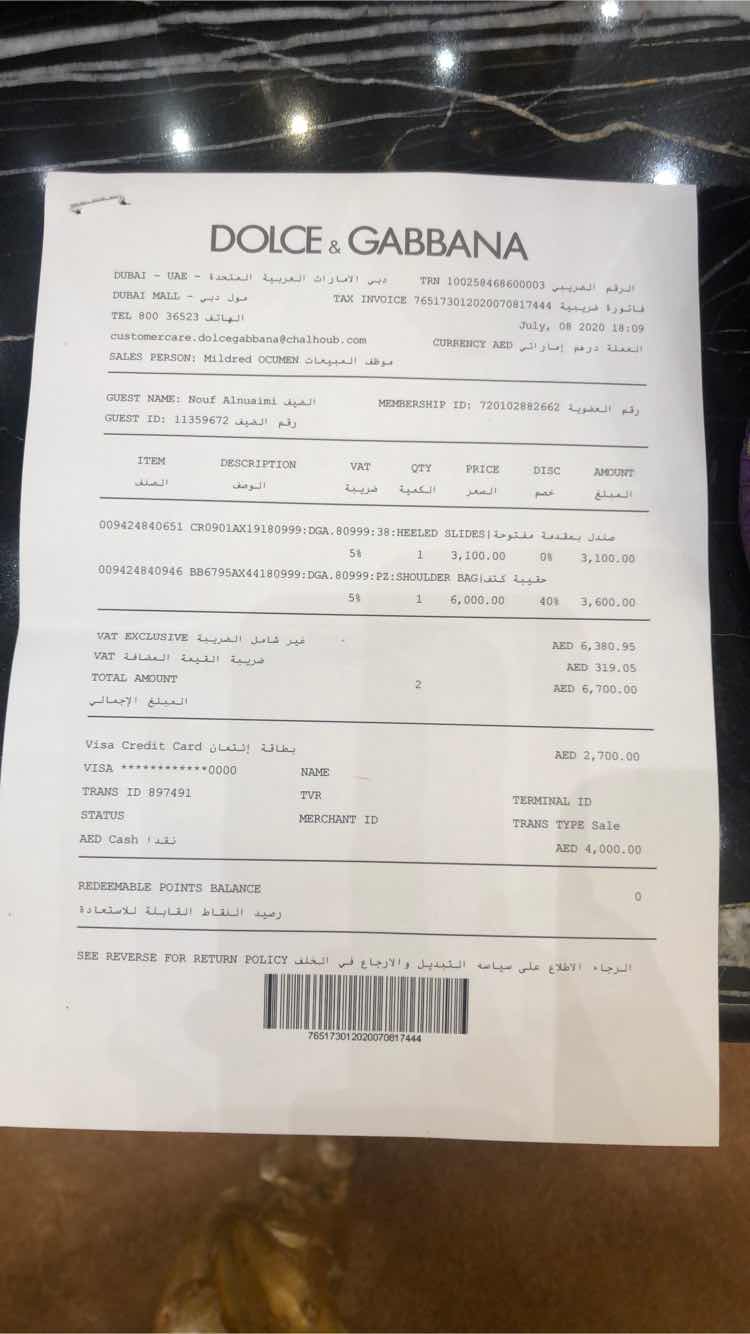 DOLCE & GABBANA
DUBAI - UAE - دبي الامارات العربية المتحدة TRN 100258468600003 الرقم الضريبي
DUBAI MALL - مول دبي TAX INVOICE 765173012020070817444 فاتورة ضريبية
TEL 800 36523 الهاتف July, 08 2020 18:09
customercare.dolcegabbana@chalhoub.com CURRENCY AED العملة درهم إماراتي
SALES PERSON: Mildred OCUMEN موظف المبيعات
GUEST NAME: Nouf Alnuaimi الضيف MEMBERSHIP ID: 720102882662 رقم العضوية
GUEST ID: 11359672 رقم الضيف
ITEM DESCRIPTION VAT QTY PRICE DISC AMOUNT
الصنف الوصف ضريبة الكمية السعر خصم المبلغ
009424840651 CR0901AX19180999:DGA.80999:38:HEELED SLIDES|صندل بمقدمة مفتوحة
5% 1 3,100.00 0% 3,100.00
009424840946 BB6795AX44180999:DGA.80999:PZ:SHOULDER BAG|حقيبة كتف
5% 1 6,000.00 40% 3,600.00
VAT EXCLUSIVE غير شامل الضريبة AED 6,380.95
VAT ضريبة القيمة المضافة AED 319.05
TOTAL AMOUNT 2 AED 6,700.00
المبلغ الإجمالي
Visa Credit Card بطاقة إئتمان AED 2,700.00
VISA ************0000 NAME
TRANS ID 897491 TVR TERMINAL ID
STATUS MERCHANT ID TRANS TYPE Sale
AED Cash نقدا AED 4,000.00
REDEEMABLE POINTS BALANCE 0
رصيد النقاط القابلة للاستعادة
SEE REVERSE FOR RETURN POLICY الرجاء الاطلاع على سياسه التبديل والارجاع في الخلف
765173012020070817444